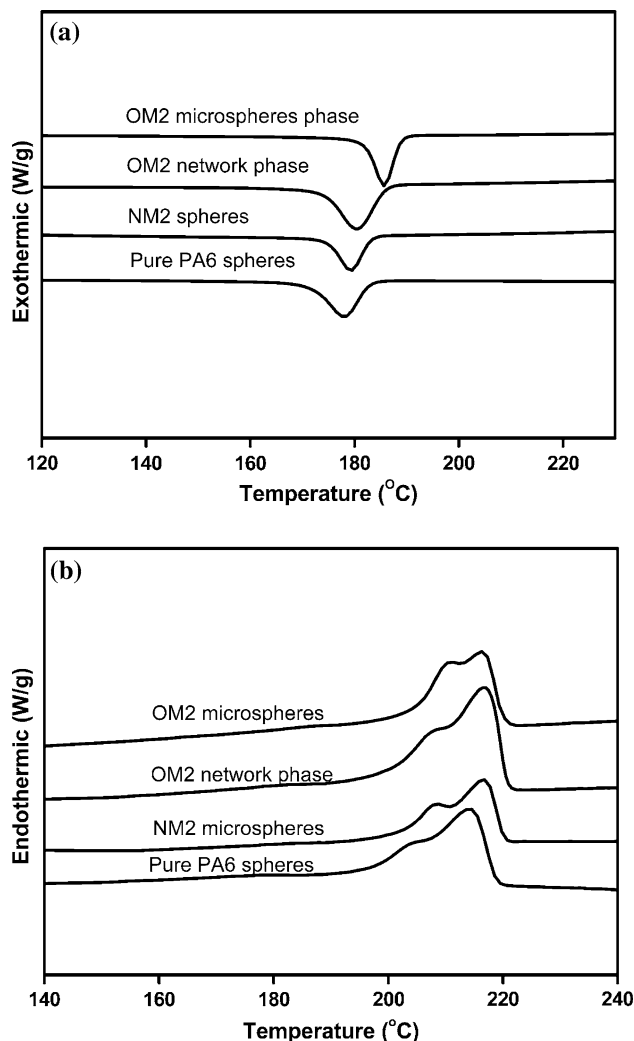 (a)
OM2 microspheres phase
OM2 network phase
NM2 spheres
Pure PA6 spheres
Exothermic (W/g)
120 140 160 180 200 220
Temperature (°C)
(b)
OM2 microspheres
OM2 network phase
NM2 microspheres
Pure PA6 spheres
Endothermic (W/g)
140 160 180 200 220 240
Temperature (°C)